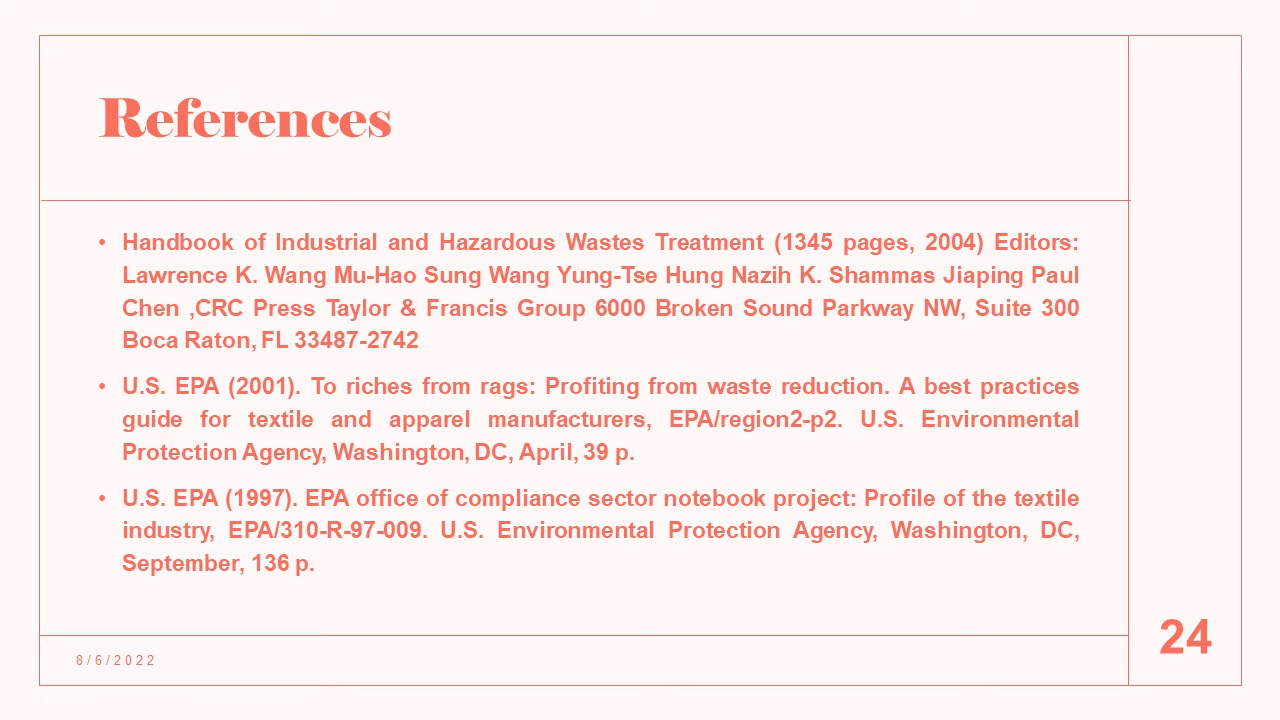 References
• Handbook of Industrial and Hazardous Wastes Treatment (1345 pages, 2004) Editors:
Lawrence K. Wang Mu-Hao Sung Wang Yung-Tse Hung Nazih K. Shammas Jiaping Paul
Chen ,CRC Press Taylor & Francis Group 6000 Broken Sound Parkway NW, Suite 300
Boca Raton, FL 33487-2742
• U.S. EPA (2001). To riches from rags: Profiting from waste reduction. A best practices
guide for textile and apparel manufacturers, EPA/region2-p2. U.S. Environmental
Protection Agency, Washington, DC, April, 39 p.
• U.S. EPA (1997). EPA office of compliance sector notebook project: Profile of the textile
industry, EPA/310-R-97-009. U.S. Environmental Protection Agency, Washington, DC,
September, 136 p.
8/6/2022
24